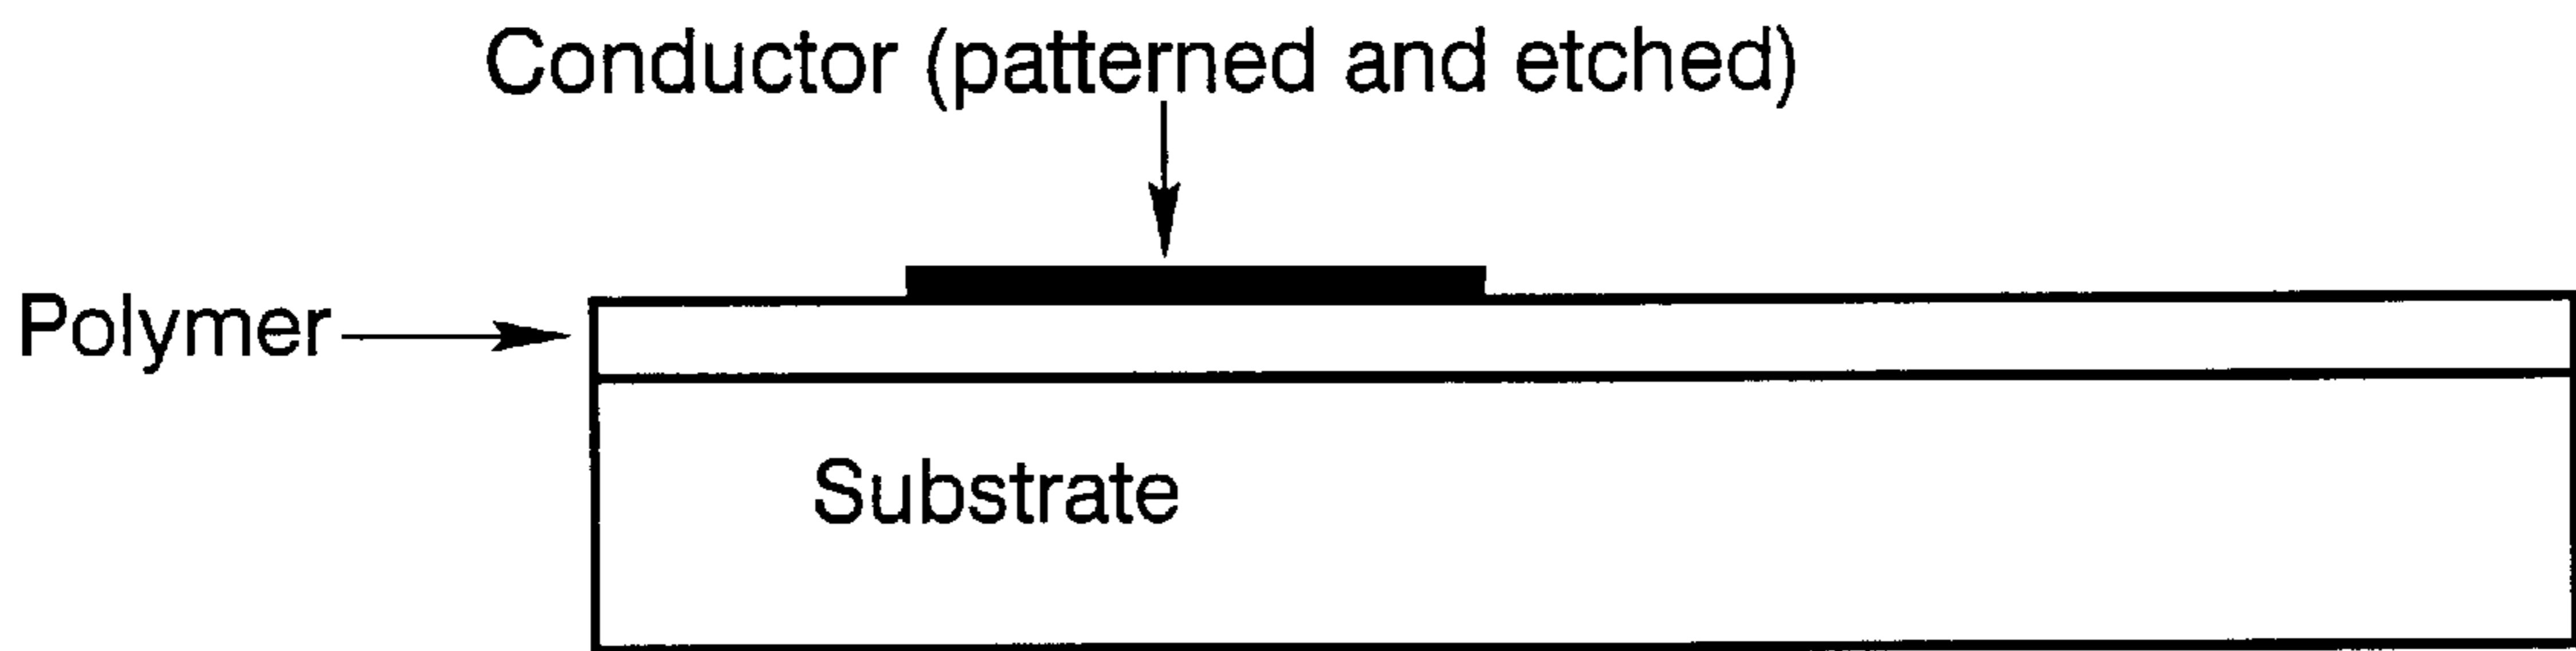 Conductor (patterned and etched)
Polymer
Substrate